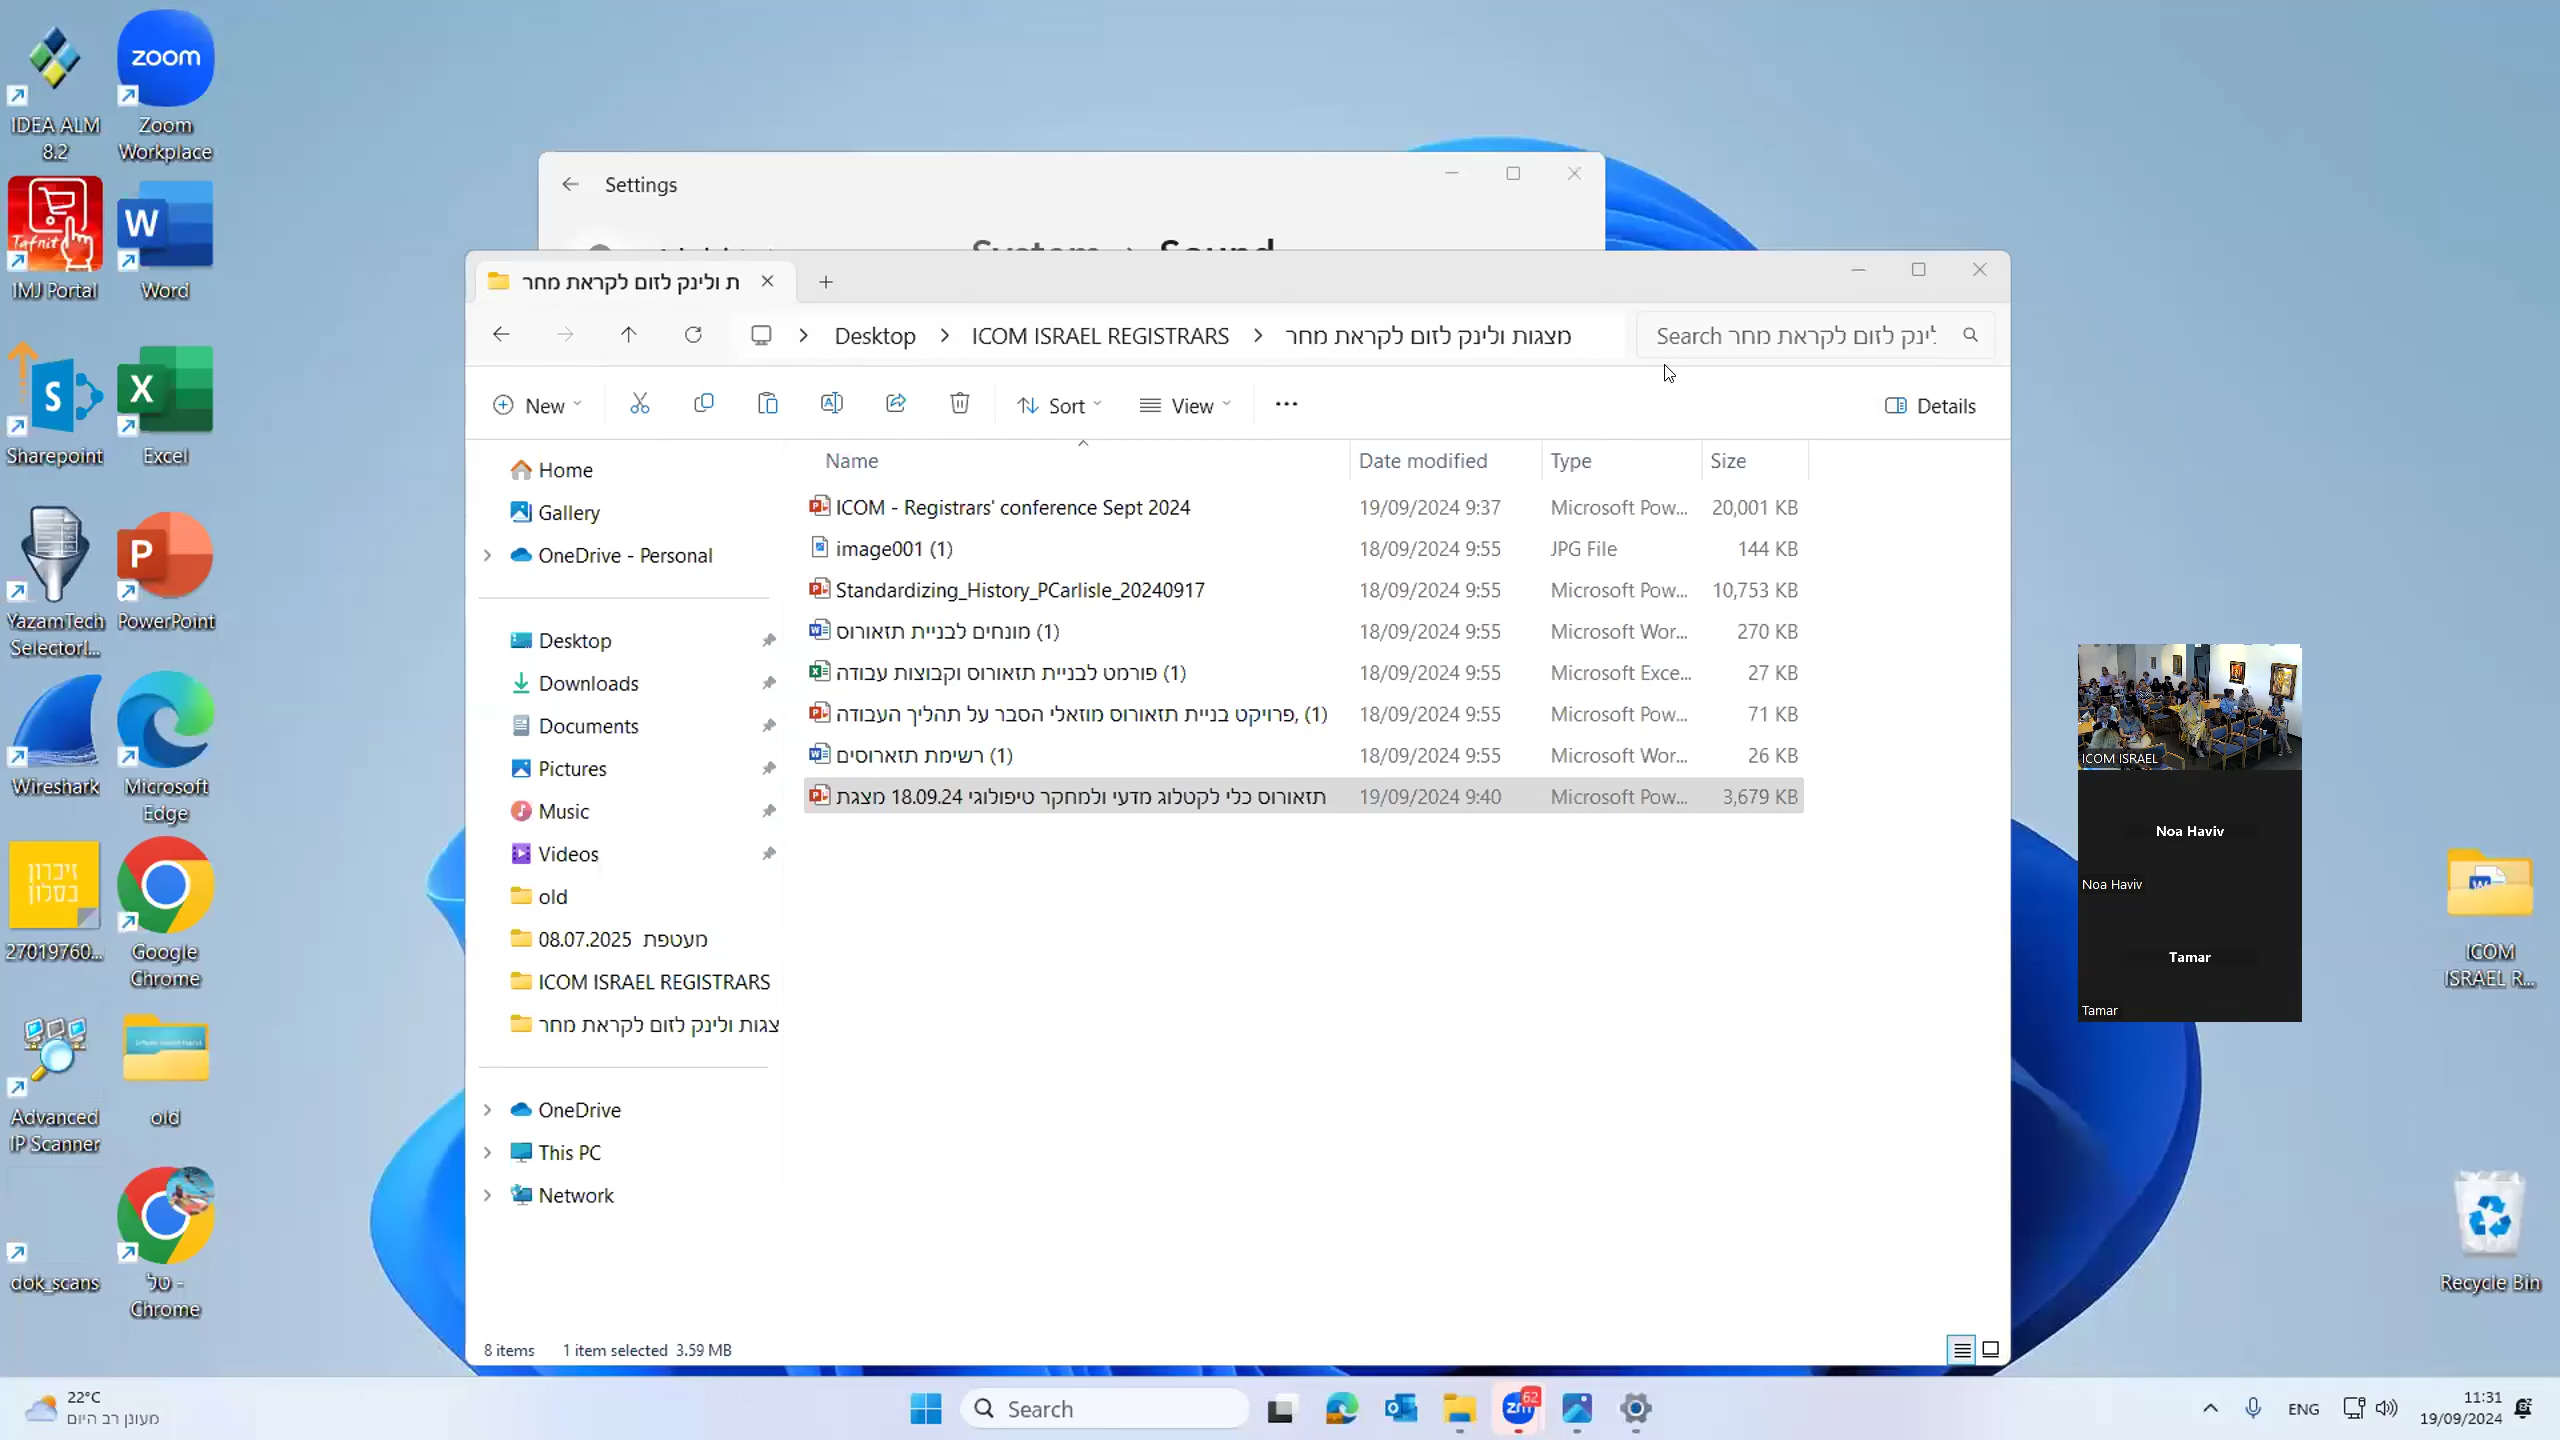 IDEA ALM
8.2
zoom
Zoom
Workplace
Tafnit
IMJ Portal
W
Word
S
Sharepoint
X
Excel
YazamTech
SelectorI...
P
PowerPoint
Wireshark
Microsoft
Edge
זיכרון
בסלון
27019760...
Google
Chrome
Advanced
IP Scanner
old
dok_scans
טל -
Chrome
Settings
System > Sound
ת ולינק לזום לקראת מחר
Desktop > ICOM ISRAEL REGISTRARS > מצגות ולינק לזום לקראת מחר
Search ינק לזום לקראת מחר
New
Sort
View
Details
Name Date modified Type Size
ICOM - Registrars' conference Sept 2024 19/09/2024 9:37 Microsoft Pow... 20,001 KB
image001 (1) 18/09/2024 9:55 JPG File 144 KB
Standardizing_History_PCarlisle_20240917 18/09/2024 9:55 Microsoft Pow... 10,753 KB
מונחים לבניית תזאורוס (1) 18/09/2024 9:55 Microsoft Wor... 270 KB
פורמט לבניית תזאורוס וקבוצות עבודה (1) 18/09/2024 9:55 Microsoft Exce... 27 KB
פרויקט בניית תזאורוס מוזאלי הסבר על תהליך העבודה, (1) 18/09/2024 9:55 Microsoft Pow... 71 KB
רשימת תזארוסים (1) 18/09/2024 9:55 Microsoft Wor... 26 KB
תזאורוס ככלי לקטלוג מדעי ולמחקר טיפולוגי 18.09.24 מצגת 19/09/2024 9:40 Microsoft Pow... 3,679 KB
Home
Gallery
OneDrive - Personal
Desktop
Downloads
Documents
Pictures
Music
Videos
old
מעטפת 08.07.2025
ICOM ISRAEL REGISTRARS
צגות ולינק לזום לקראת מחר
OneDrive
This PC
Network
8 items 1 item selected 3.59 MB
ICOM ISRAEL
Noa Haviv
Noa Haviv
Tamar
Tamar
ICOM
ISRAEL R...
Recycle Bin
22°C
מעונן רב היום
Search
zm
62
ENG
11:31
19/09/2024